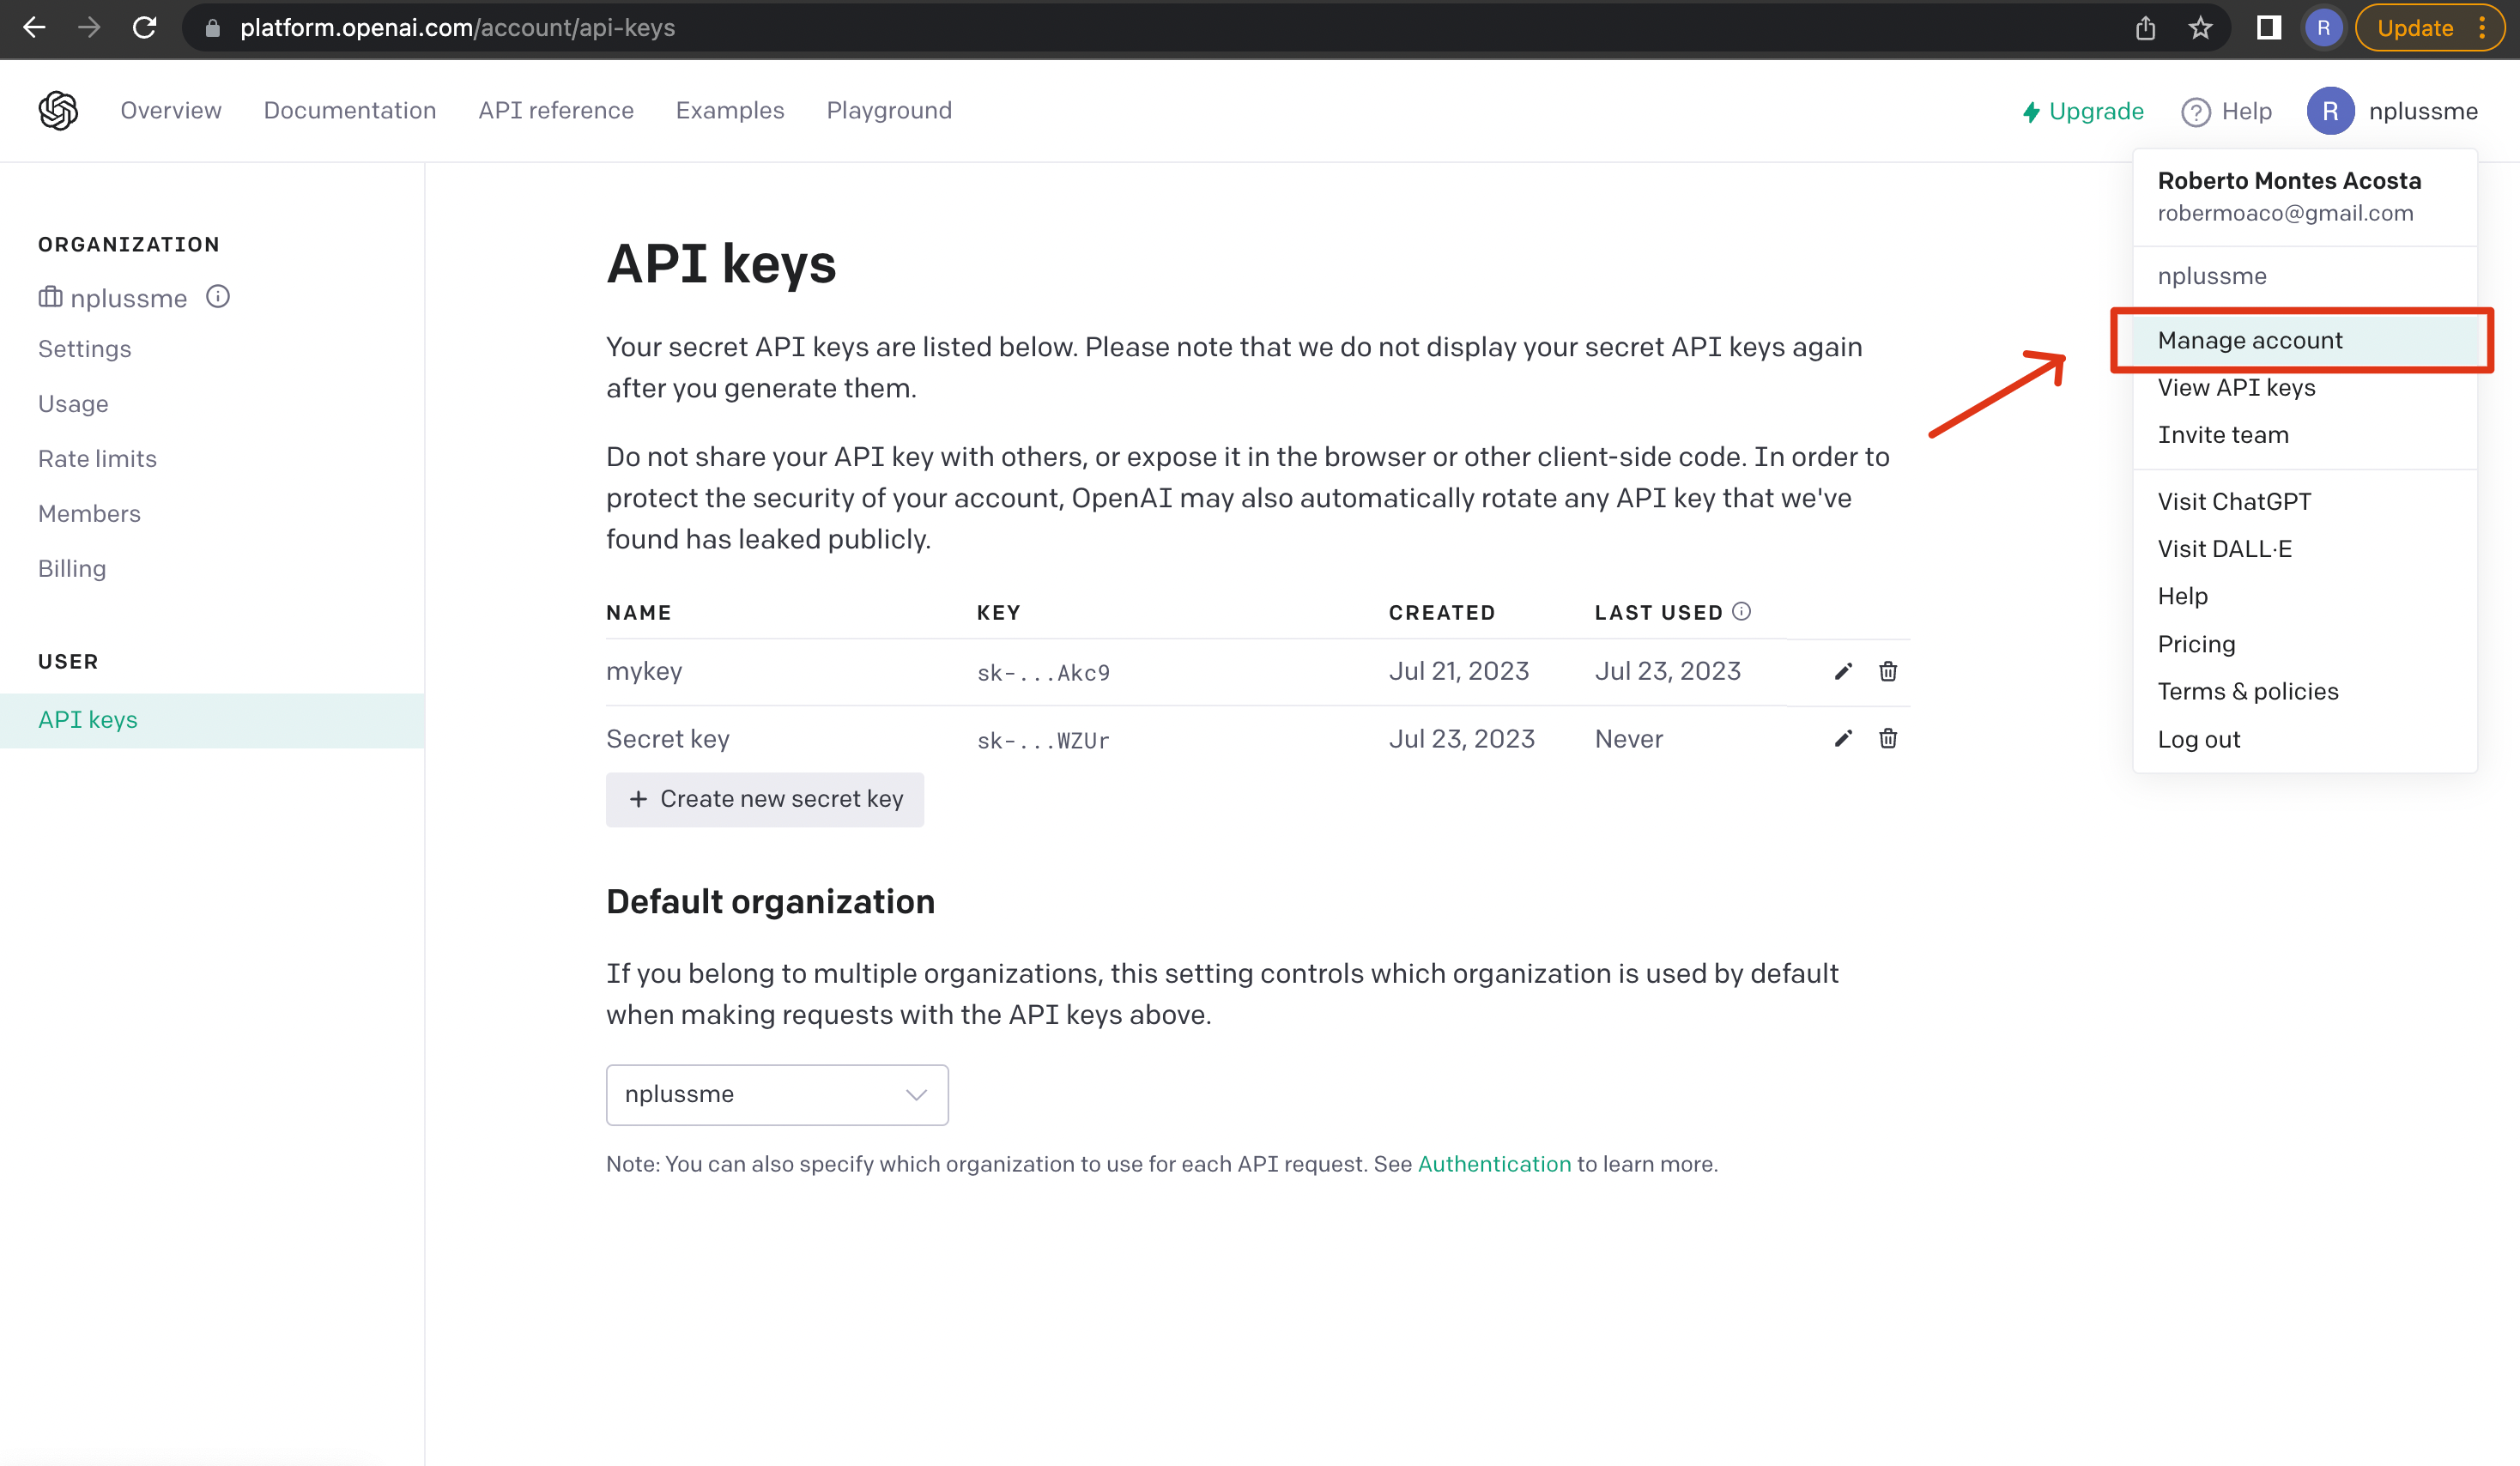 platform.openai.com/account/api-keys
R
Update
Overview
Documentation
API reference
Examples
Playground
Upgrade
Help
R
nplussme
Roberto Montes Acosta
robermoaco@gmail.com
nplussme
Manage account
View API keys
Invite team
Visit ChatGPT
Visit DALL·E
Help
Pricing
Terms & policies
Log out
ORGANIZATION
nplussme
Settings
Usage
Rate limits
Members
Billing
USER
API keys
API keys
Your secret API keys are listed below. Please note that we do not display your secret API keys again
after you generate them.
Do not share your API key with others, or expose it in the browser or other client-side code. In order to
protect the security of your account, OpenAI may also automatically rotate any API key that we've
found has leaked publicly.
NAME KEY CREATED LAST USED
mykey sk-...Akc9 Jul 21, 2023 Jul 23, 2023
Secret key sk-...WZUr Jul 23, 2023 Never
+ Create new secret key
Default organization
If you belong to multiple organizations, this setting controls which organization is used by default
when making requests with the API keys above.
nplussme
Note: You can also specify which organization to use for each API request. See Authentication to learn more.